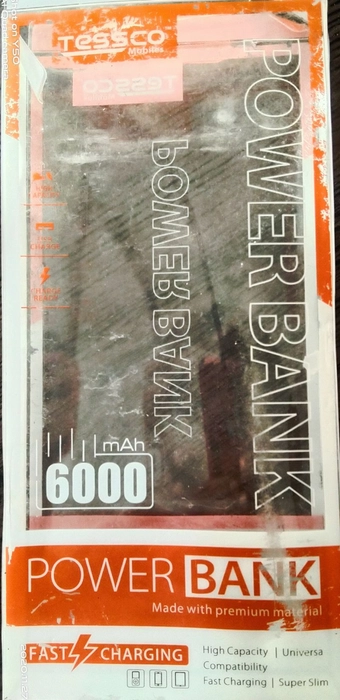 TESSCO
Mobiles
TESSCO
POWER BANK
POWER BANK
mAh
6000
POWER BANK
Made with premium material
FAST CHARGING
High Capacity | Universa
Compatibility
Fast Charging | Super Slim